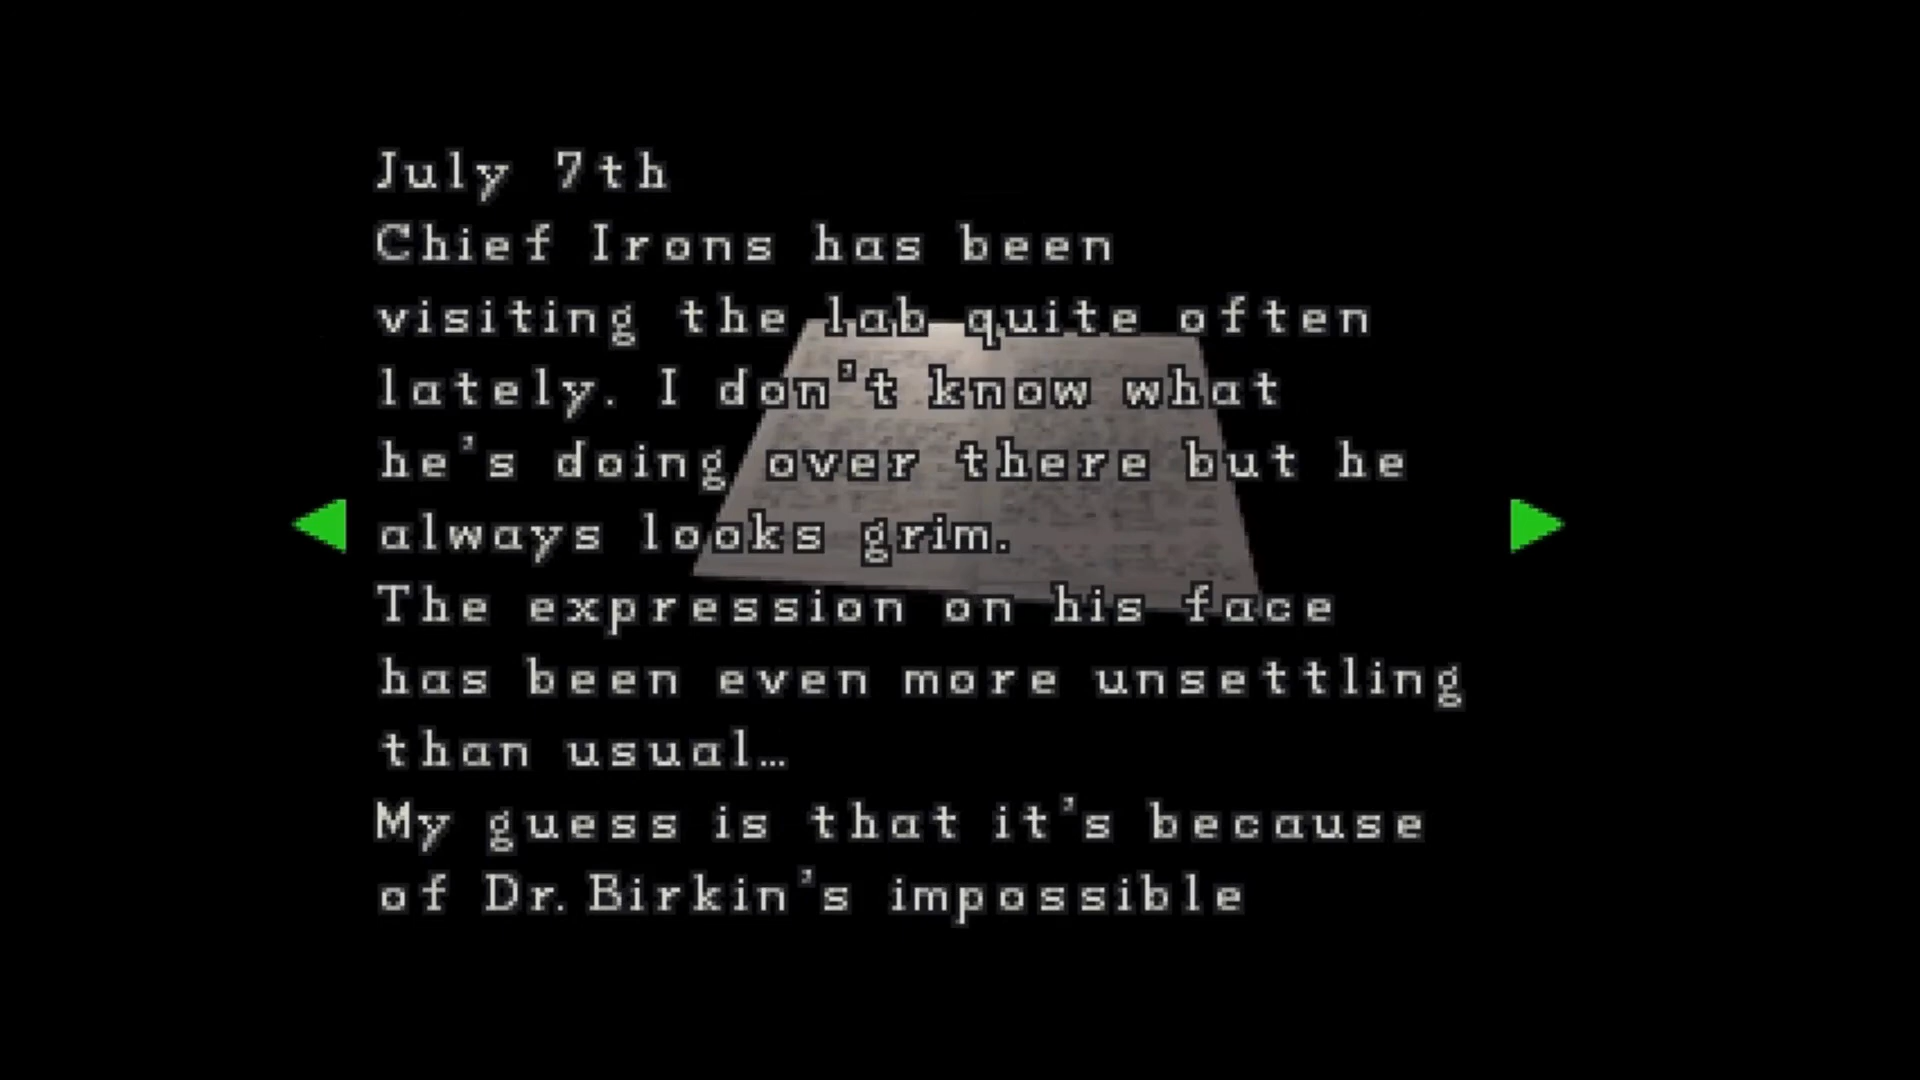 July 7th
Chief Irons has been
visiting the lab quite often
lately. I don't know what
he's doing over there but he
always looks grim.
The expression on his face
has been even more unsettling
than usual…
My guess is that it's because
of Dr. Birkin's impossible